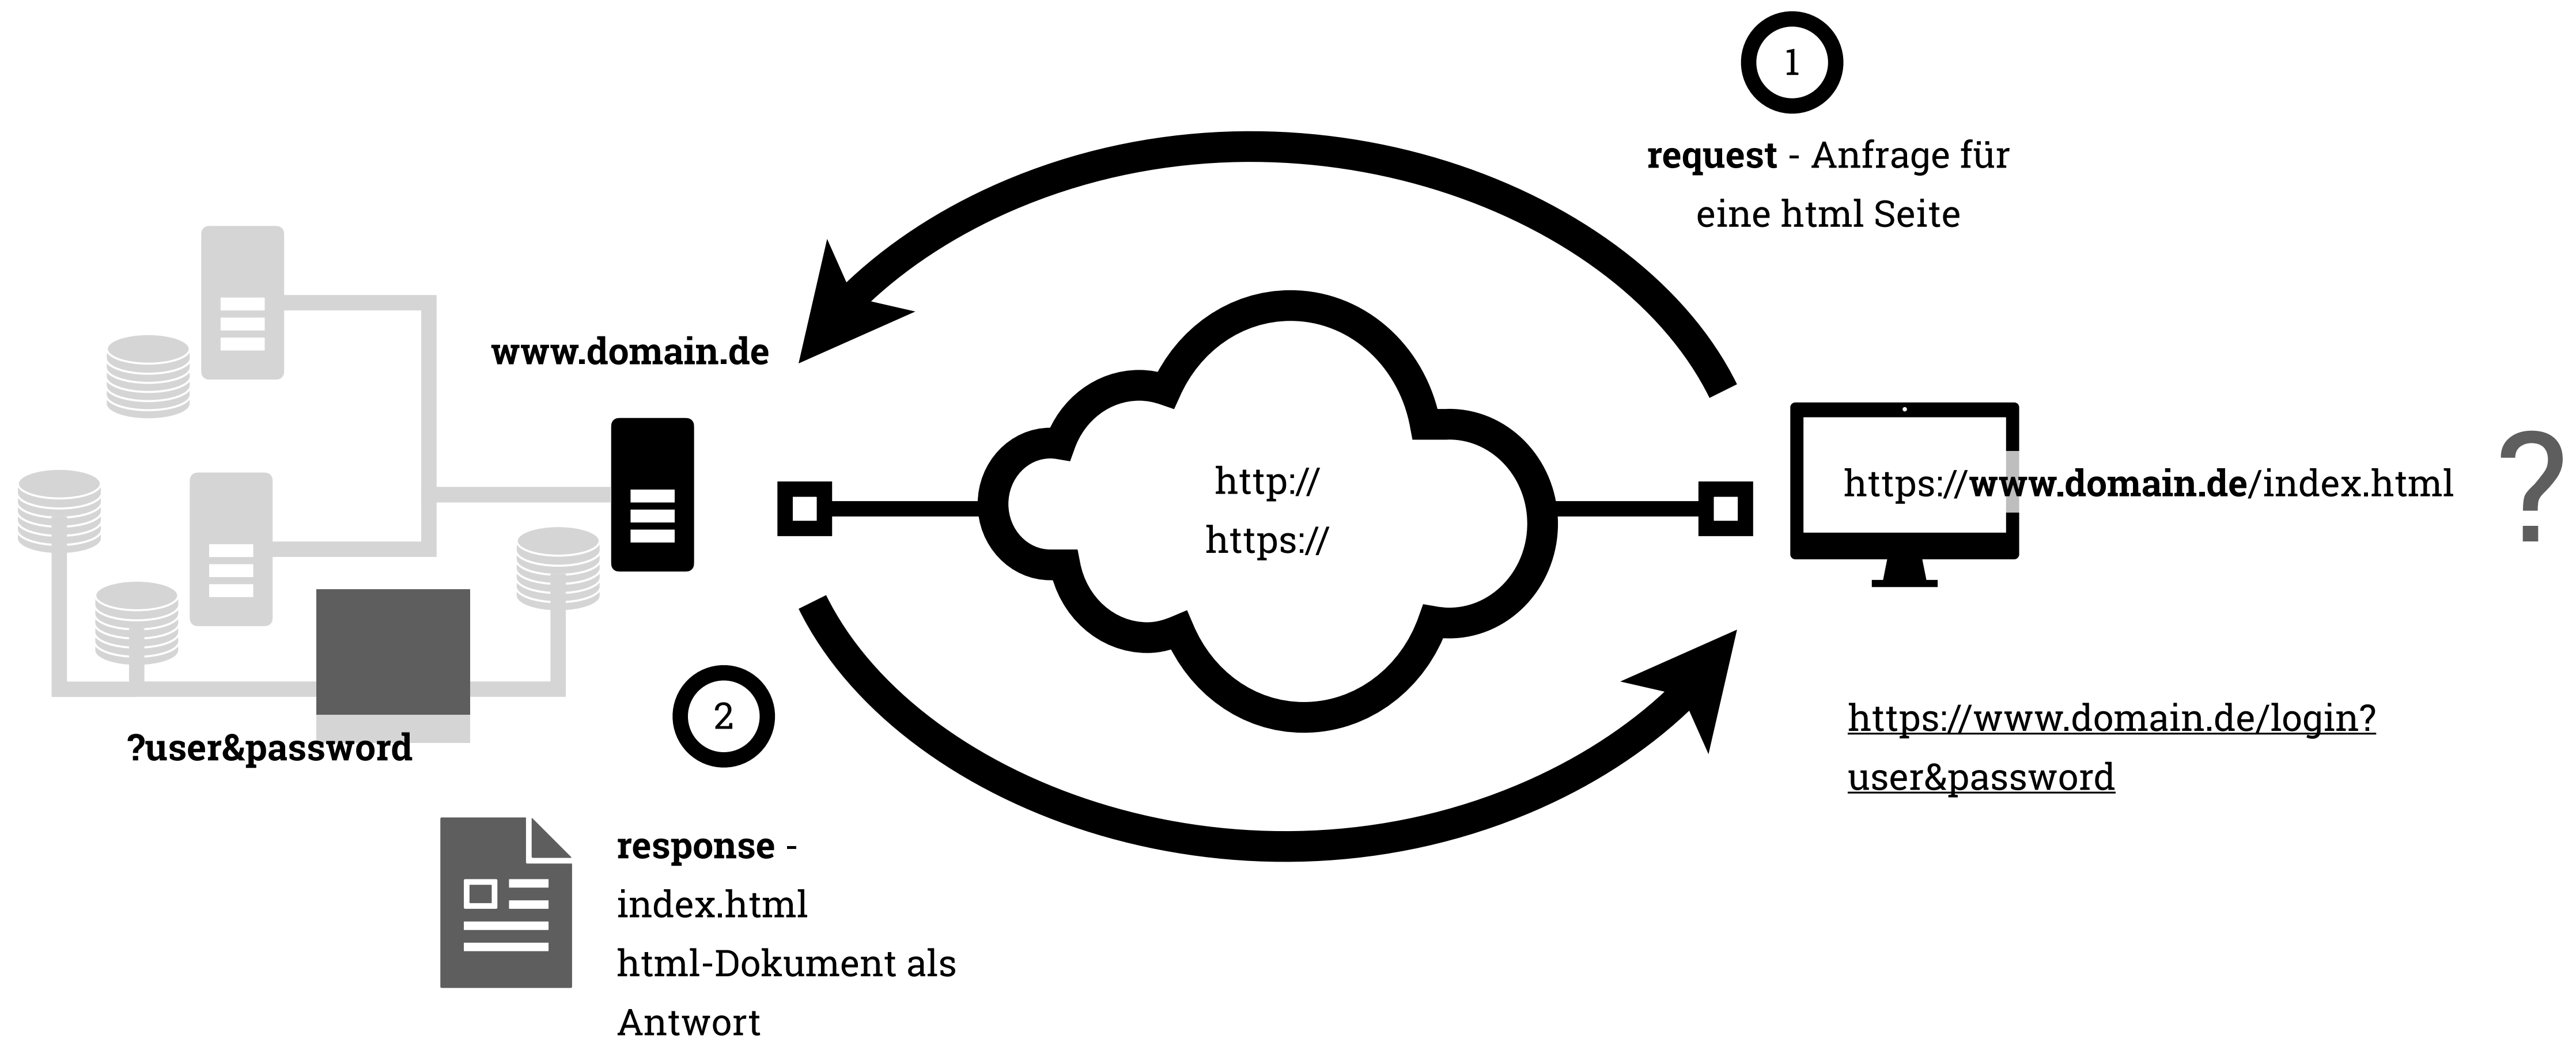 1
request - Anfrage für
eine html Seite
www.domain.de
http://
https://
https://www.domain.de/index.html
?
?user&password
2
https://www.domain.de/login?
user&password
response -
index.html
html-Dokument als
Antwort